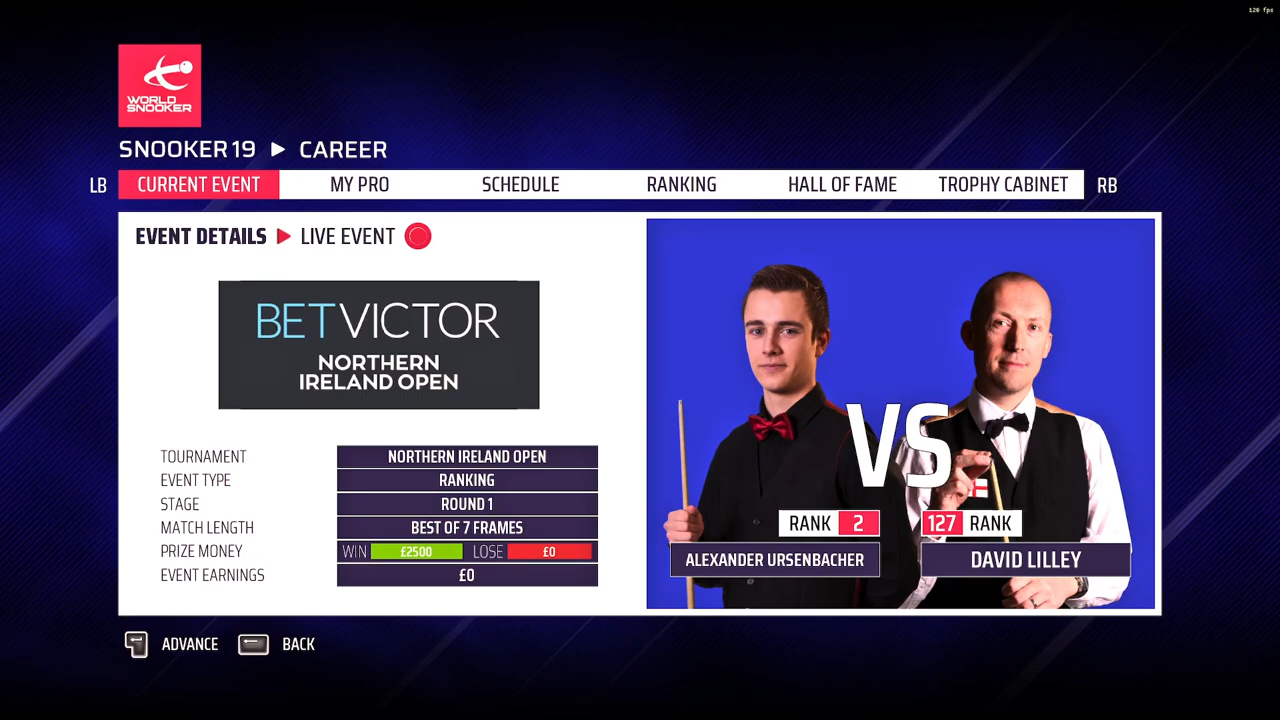 120 fps
WORLD
SNOOKER
SNOOKER 19 ▶ CAREER
LB CURRENT EVENT MY PRO SCHEDULE RANKING HALL OF FAME TROPHY CABINET RB
EVENT DETAILS ▶ LIVE EVENT
BETVICTOR
NORTHERN
IRELAND OPEN
TOURNAMENT NORTHERN IRELAND OPEN
EVENT TYPE RANKING
STAGE ROUND 1
MATCH LENGTH BEST OF 7 FRAMES
PRIZE MONEY WIN £2500 LOSE £0
EVENT EARNINGS £0
VS
RANK 2 127 RANK
ALEXANDER URSENBACHER DAVID LILLEY
ADVANCE BACK